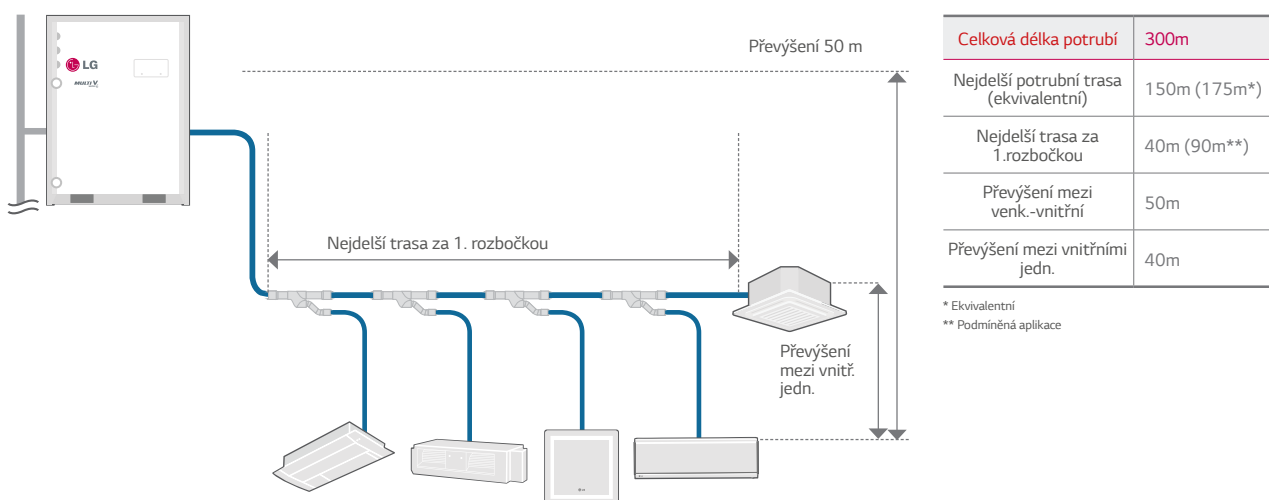 Převýšení 50 m
LG
MULTI V
Nejdelší trasa za 1. rozbočkou
Převýšení
mezi vnitř.
jedn.
Celková délka potrubí 300m
Nejdelší potrubní trasa
(ekvivalentní) 150m (175m*)
Nejdelší trasa za
1.rozbočkou 40m (90m**)
Převýšení mezi
venk.-vnitřní 50m
Převýšení mezi vnitřními
jedn. 40m
* Ekvivalentní
** Podmíněná aplikace